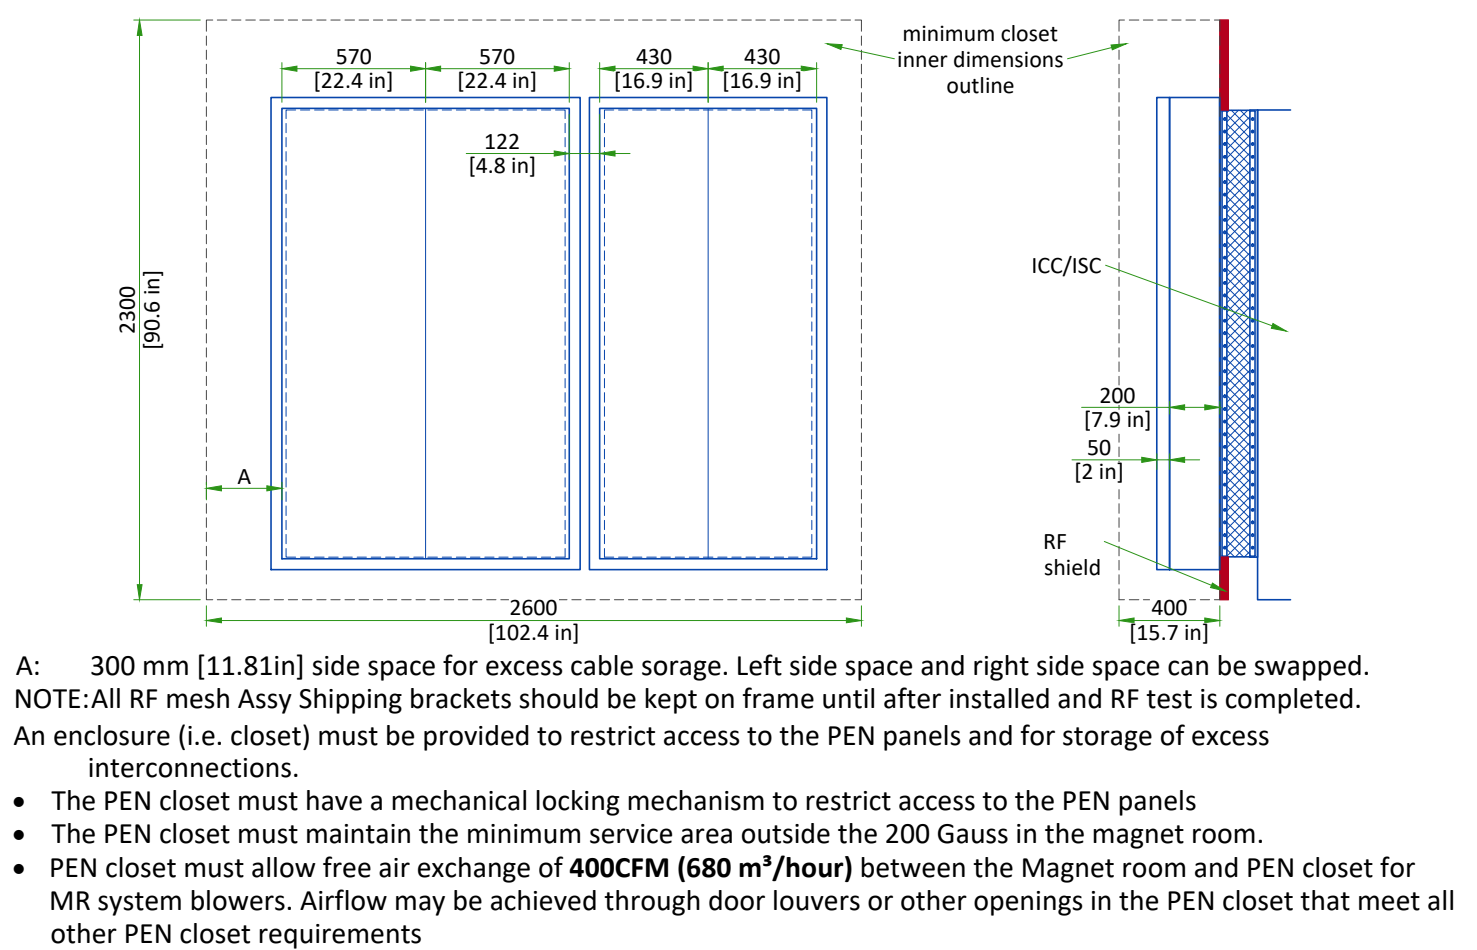 minimum closet
inner dimensions
outline
570
[22.4 in]
570
[22.4 in]
430
[16.9 in]
430
[16.9 in]
122
[4.8 in]
2300
[90.6 in]
ICC/ISC
200
[7.9 in]
50
[2 in]
A
RF
shield
2600
[102.4 in]
400
[15.7 in]
A: 300 mm [11.81in] side space for excess cable sorage. Left side space and right side space can be swapped.
NOTE:All RF mesh Assy Shipping brackets should be kept on frame until after installed and RF test is completed.
An enclosure (i.e. closet) must be provided to restrict access to the PEN panels and for storage of excess
interconnections.
• The PEN closet must have a mechanical locking mechanism to restrict access to the PEN panels
• The PEN closet must maintain the minimum service area outside the 200 Gauss in the magnet room.
• PEN closet must allow free air exchange of 400CFM (680 m³/hour) between the Magnet room and PEN closet for
MR system blowers. Airflow may be achieved through door louvers or other openings in the PEN closet that meet all
other PEN closet requirements